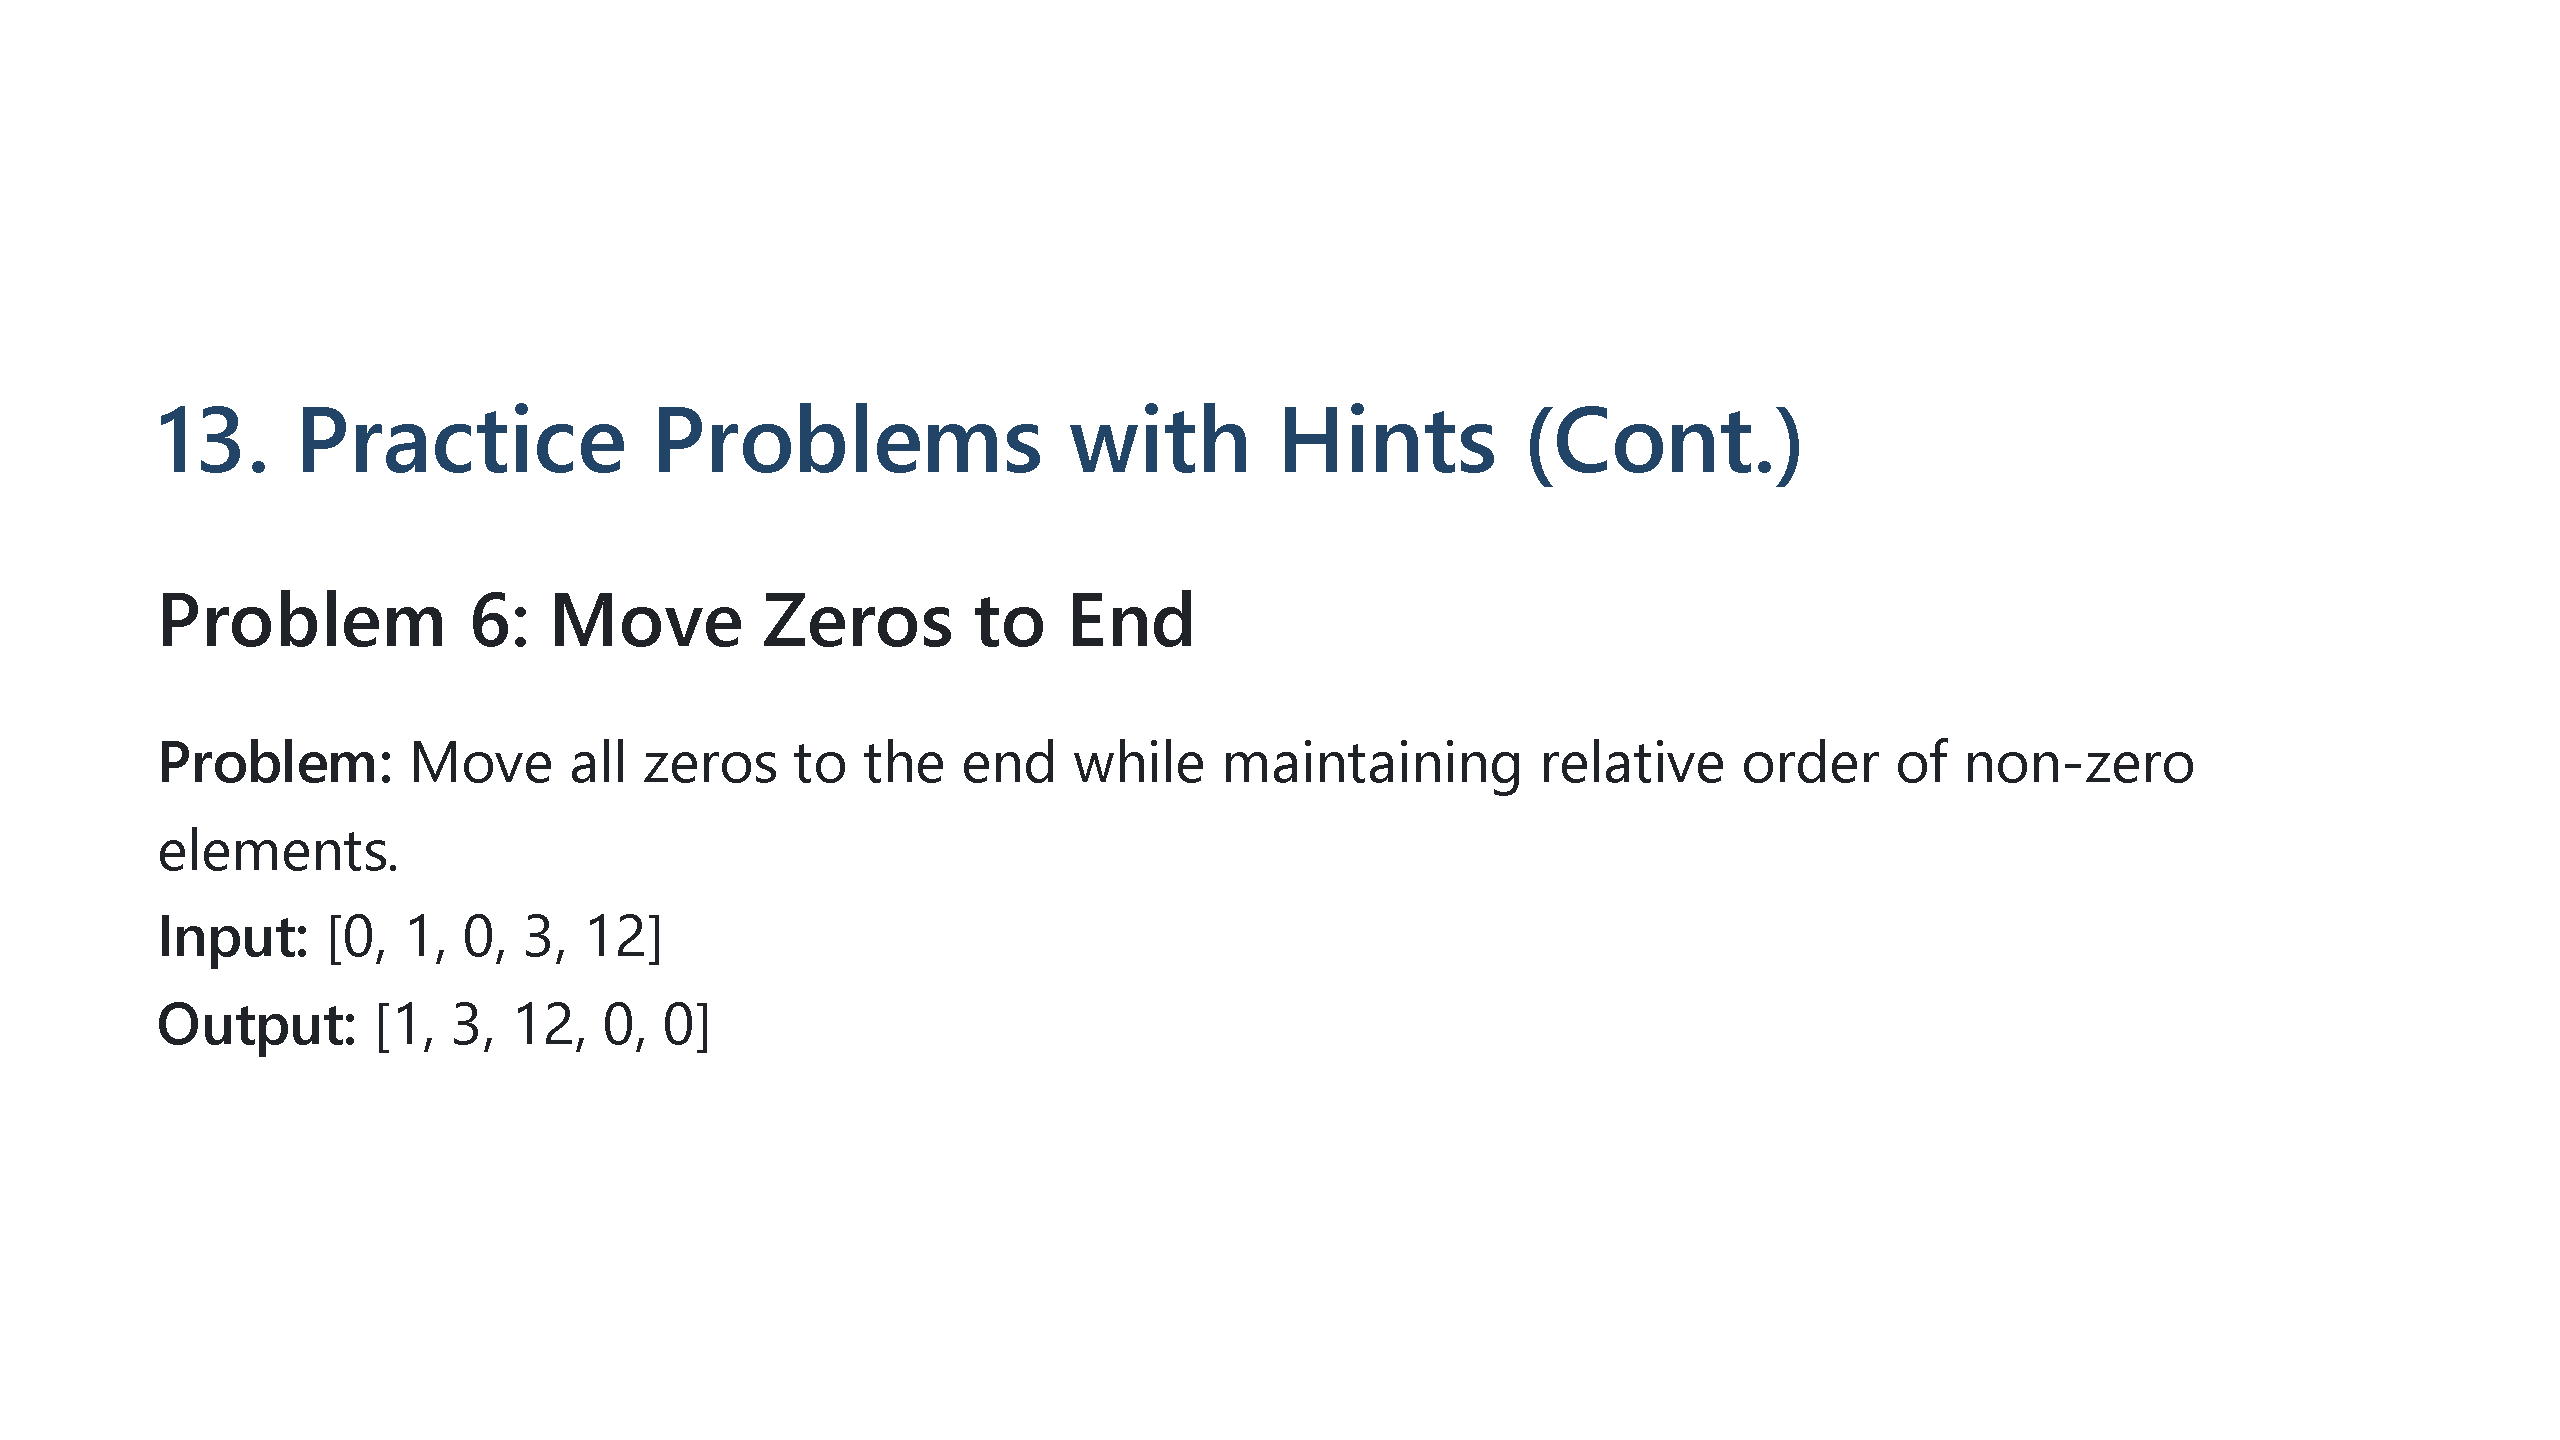 13. Practice Problems with Hints (Cont.)
Problem 6: Move Zeros to End
Problem: Move all zeros to the end while maintaining relative order of non-zero
elements.
Input: [0, 1, 0, 3, 12]
Output: [1, 3, 12, 0, 0]